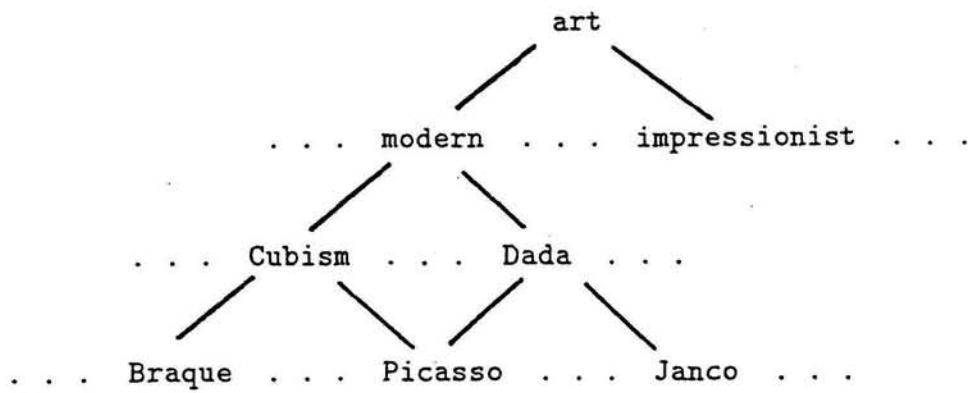 art
. . . modern . . . impressionist . . .
. . . Cubism . . . Dada . . .
. . . Braque . . . Picasso . . . Janco . . .